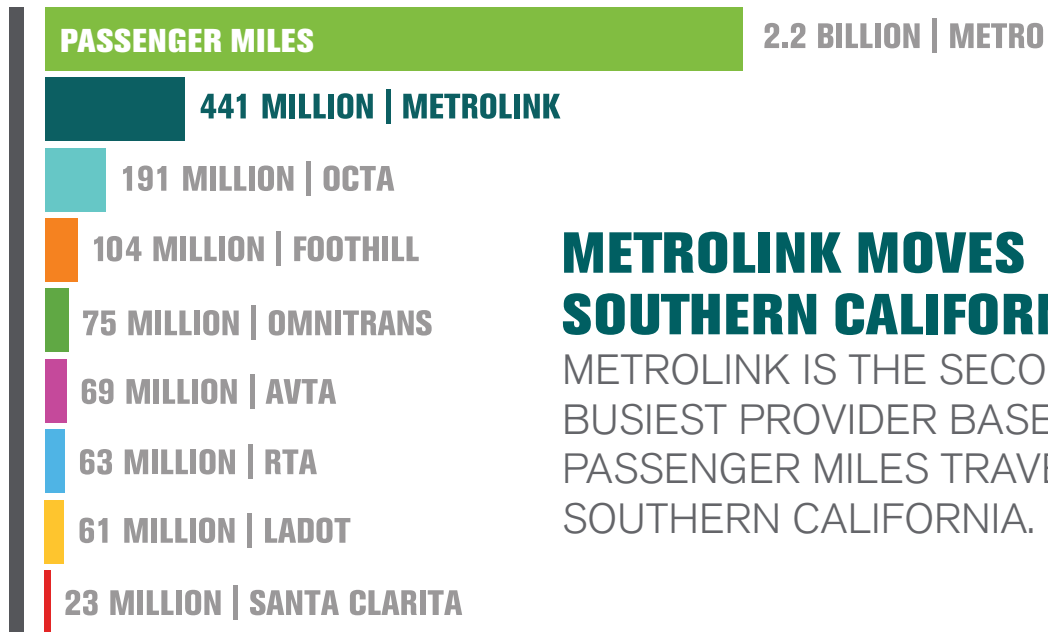 PASSENGER MILES
2.2 BILLION | METRO
441 MILLION | METROLINK
191 MILLION | OCTA
104 MILLION | FOOTHILL
75 MILLION | OMNITRANS
69 MILLION | AVTA
63 MILLION | RTA
61 MILLION | LADOT
23 MILLION | SANTA CLARITA
METROLINK MOVES
SOUTHERN
METROLINK IS THE
BUSIEST PROVIDER
PASSENGER MILES
SOUTHERN CALIFORNIA.